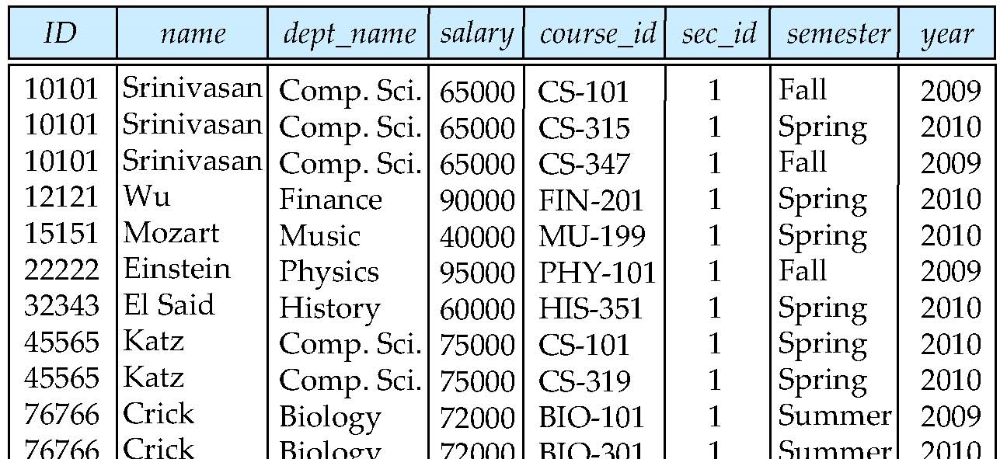 ID name dept_name salary course_id sec_id semester year
10101 Srinivasan Comp. Sci. 65000 CS-101 1 Fall 2009
10101 Srinivasan Comp. Sci. 65000 CS-315 1 Spring 2010
10101 Srinivasan Comp. Sci. 65000 CS-347 1 Fall 2009
12121 Wu Finance 90000 FIN-201 1 Spring 2010
15151 Mozart Music 40000 MU-199 1 Spring 2010
22222 Einstein Physics 95000 PHY-101 1 Fall 2009
32343 El Said History 60000 HIS-351 1 Spring 2010
45565 Katz Comp. Sci. 75000 CS-101 1 Spring 2010
45565 Katz Comp. Sci. 75000 CS-319 1 Spring 2010
76766 Crick Biology 72000 BIO-101 1 Summer 2009
76766 Crick Biology 72000 BIO-301 1 Summer 2010